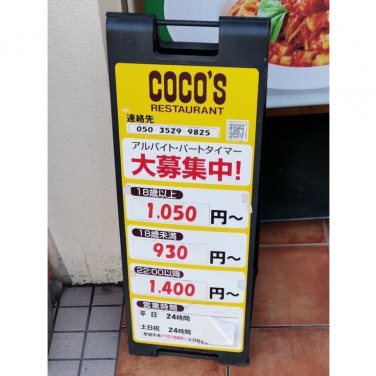 COCO'S
RESTAURANT
連絡先
050-3529-9825
アルバイト・パートタイマー
大募集中!
18歳以上
1.050 円～
18歳未満
930 円～
22:00以降
1.400 円～
営業時間
平日 24時間
土日祝 24時間